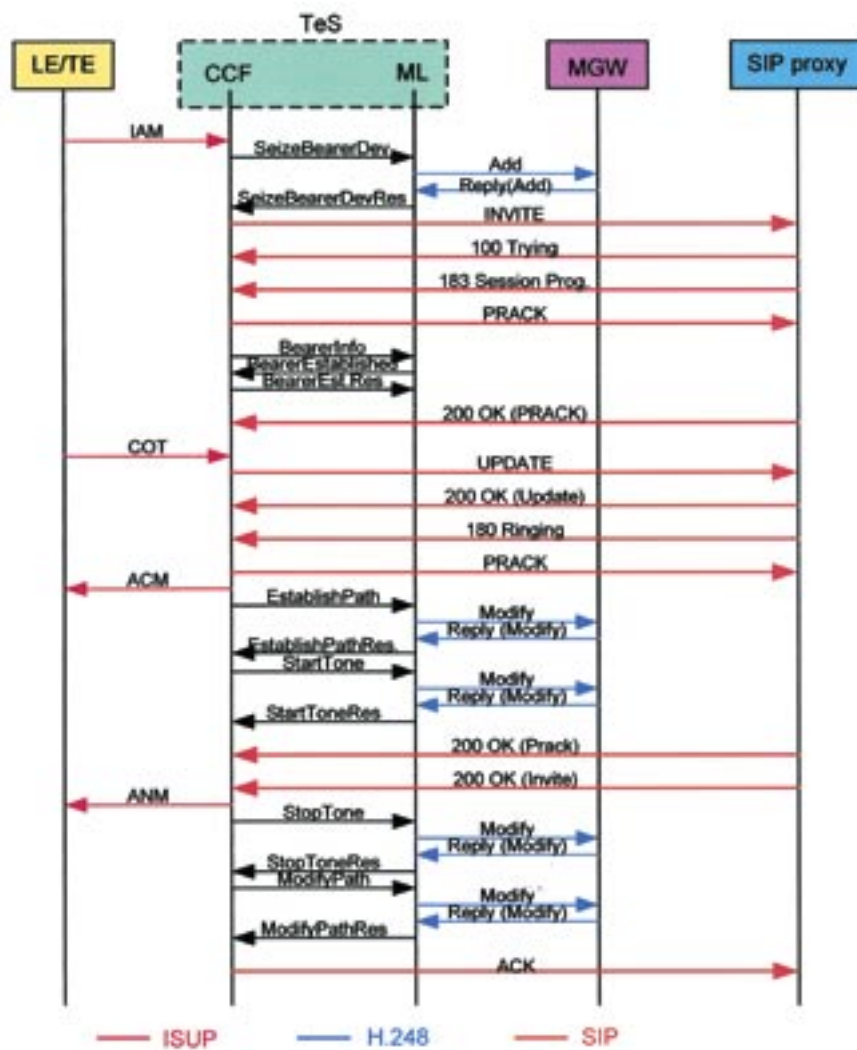 TeS
LE/TE
CCF
ML
MGW
SIP proxy
IAM
SeizeBearerDev.
Add
Reply(Add)
SeizeBearerDevRes
INVITE
100 Trying
183 Session Prog.
PRACK
BearerInfo
BearerEstablished
BearerEst.Res
200 OK (PRACK)
COT
UPDATE
200 OK (Update)
180 Ringing
PRACK
ACM
EstablishPath
Modify
Reply (Modify)
EstablishPathRes.
StartTone
Modify
Reply (Modify)
StartToneRes
200 OK (Prack)
200 OK (Invite)
ANM
StopTone
Modify
Reply (Modify)
StopToneRes
ModifyPath
Modify
Reply (Modify)
ModifyPathRes
ACK
ISUP
H.248
SIP